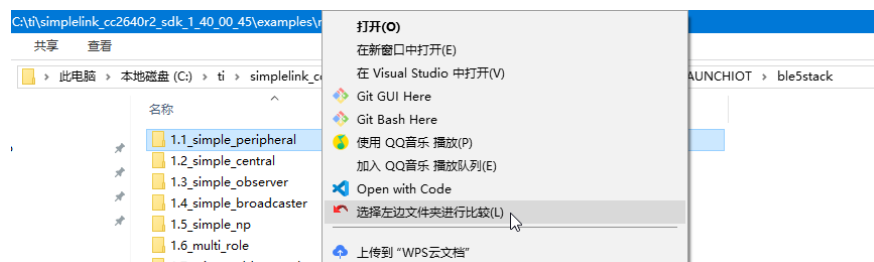 C:\ti\simplelink_cc2640r2_sdk_1_40_00_45\examples\r
共享 查看
此电脑 > 本地磁盘 (C:) > ti > simplelink_cc
AUNCHIOT > ble5stack
名称
1.1_simple_peripheral
1.2_simple_central
1.3_simple_observer
1.4_simple_broadcaster
1.5_simple_np
1.6_multi_role
打开(O)
在新窗口中打开(E)
在 Visual Studio 中打开(V)
Git GUI Here
Git Bash Here
使用 QQ音乐 播放(P)
加入 QQ音乐 播放队列(E)
Open with Code
选择左边文件夹进行比较(L)
上传到 “WPS云文档”